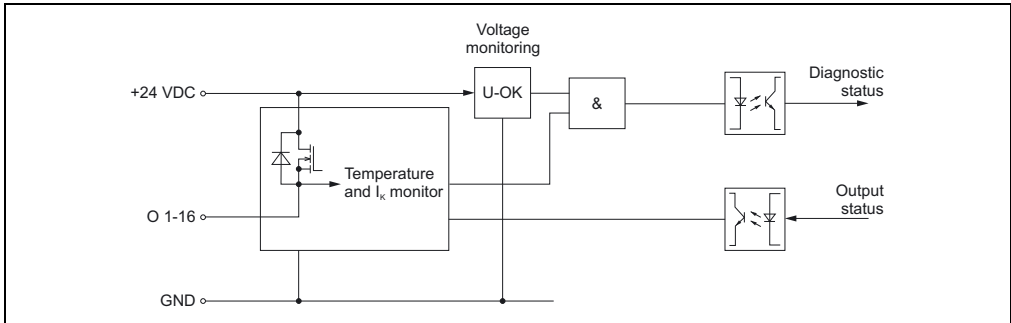 Voltage
monitoring
+24 VDC
U-OK
&
Diagnostic
status
Temperature
and Iₖ monitor
O 1-16
Output
status
GND